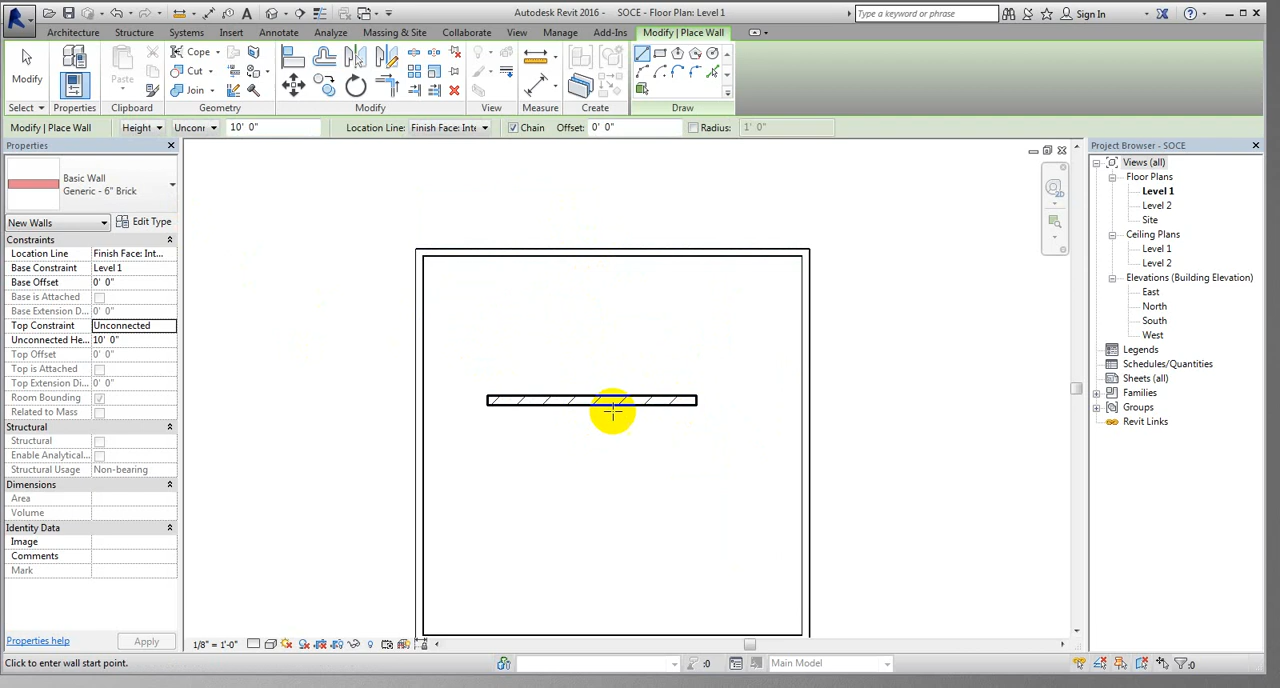 Autodesk Revit 2016 - SOCE - Floor Plan: Level 1
Type a keyword or phrase
Sign In
Architecture Structure Systems Insert Annotate Analyze Massing & Site Collaborate View Manage Add-Ins Modify | Place Wall
Modify
Paste
Cope
Cut
Join
Select Properties Clipboard Geometry Modify View Measure Create Draw
Modify | Place Wall Height Unconr 10' 0" Location Line: Finish Face: Inte Chain Offset: 0' 0" Radius: 1' 0"
Properties
Basic Wall
Generic - 6" Brick
New Walls Edit Type
Constraints
Location Line Finish Face: Int...
Base Constraint Level 1
Base Offset 0' 0"
Base is Attached
Base Extension D... 0' 0"
Top Constraint Unconnected
Unconnected He... 10' 0"
Top Offset 0' 0"
Top is Attached
Top Extension Di... 0' 0"
Room Bounding
Related to Mass
Structural
Structural
Enable Analytical...
Structural Usage Non-bearing
Dimensions
Area
Volume
Identity Data
Image
Comments
Mark
Properties help Apply
2D
Project Browser - SOCE
Views (all)
Floor Plans
Level 1
Level 2
Site
Ceiling Plans
Level 1
Level 2
Elevations (Building Elevation)
East
North
South
West
Legends
Schedules/Quantities
Sheets (all)
Families
Groups
Revit Links
1/8" = 1'-0"
Click to enter wall start point.
:0
Main Model
:0